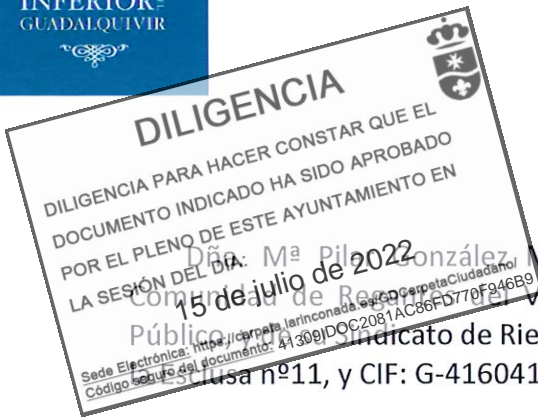 INFERIOR
GUADALQUIVIR
DILIGENCIA
DILIGENCIA PARA HACER CONSTAR QUE EL
DOCUMENTO INDICADO HA SIDO APROBADO
POR EL PLENO DE ESTE AYUNTAMIENTO EN
LA SESIÓN DEL DÍA:
15 de julio de 2022
Sede Electrónica: https://carpeta.larinconada.es/GDCarpetaCiudadano/
Código seguro del documento: 41309IDOC2081AC86FD770F946B9
Dña. Mª Pilar González
Comunidad de Regantes del V
Público, y de su Sindicato de Rie
la Esclusa nº11, y CIF: G-416041